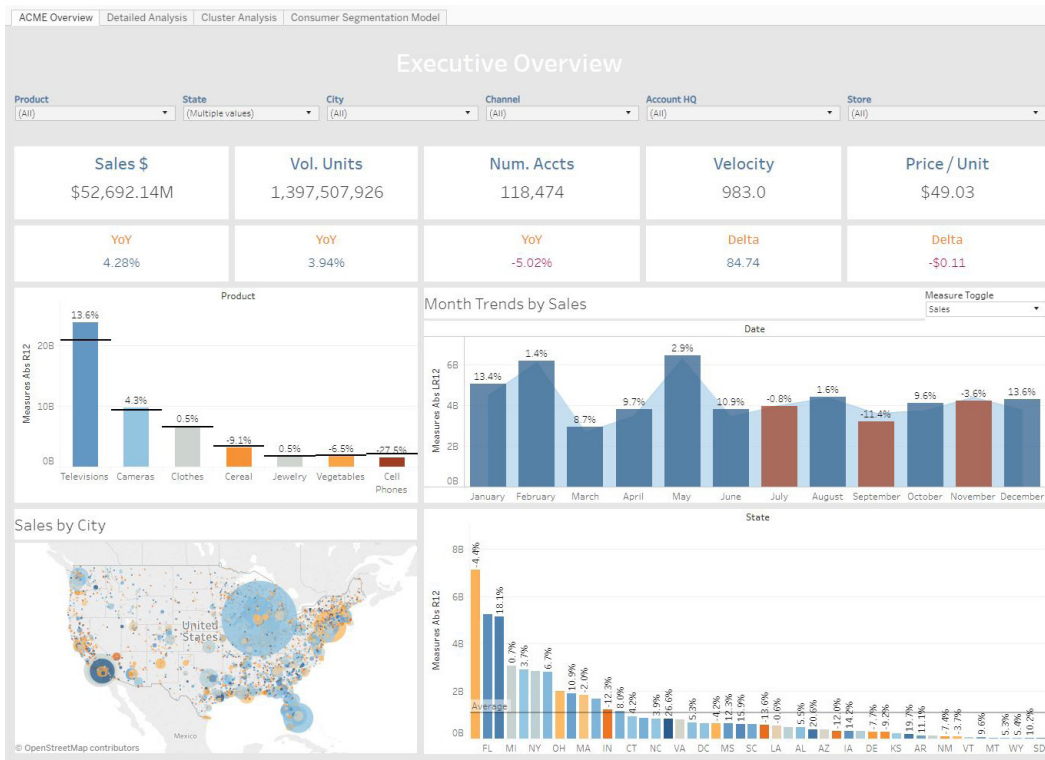 ACME Overview Detailed Analysis Cluster Analysis Consumer Segmentation Model
Executive Overview
Product State City Channel Account HQ Store
(All) (Multiple values) (All) (All) (All) (All)
Sales $ Vol. Units Num. Accts Velocity Price / Unit
$52,692.14M 1,397,507,926 118,474 983.0 $49.03
YoY YoY YoY Delta Delta
4.28% 3.94% -5.02% 84.74 -$0.11
Product
Measures Abs R12
20B
10B
0B
13.6% 4.3% 0.5% -9.1% 0.5% -6.5% -27.5%
Televisions Cameras Clothes Cereal Jewelry Vegetables Cell
Phones
Month Trends by Sales
Measure Toggle
Sales
Date
Measures Abs LR12
6B
4B
2B
0B
13.4% 1.4% 8.7% 9.7% 2.9% 10.9% -0.8% 1.6% -11.4% 9.6% -3.6% 13.6%
January February March April May June July August September October November December
Sales by City
United
States
Mexico
© OpenStreetMap contributors
State
Measures Abs R12
8B
6B
4B
2B
0B
Average
-4.4% 18.1% 0.7% 3.7% 6.7% 10.9% -2.0% -12.3% 8.0% 4.2% 3.9% 26.6% 5.3% -4.2% 12.3% 15.9% -13.6% -0.6% 5.5% 20.6% -12.0% 14.2% -7.7% -9.2% 19.7% 11.1% -7.4% -3.7% 9.6% 5.3% 5.4% 10.2%
FL MI NY OH MA IN CT NC VA DC MS SC LA AL AZ IA DE KS AR NM VT MT WY SD